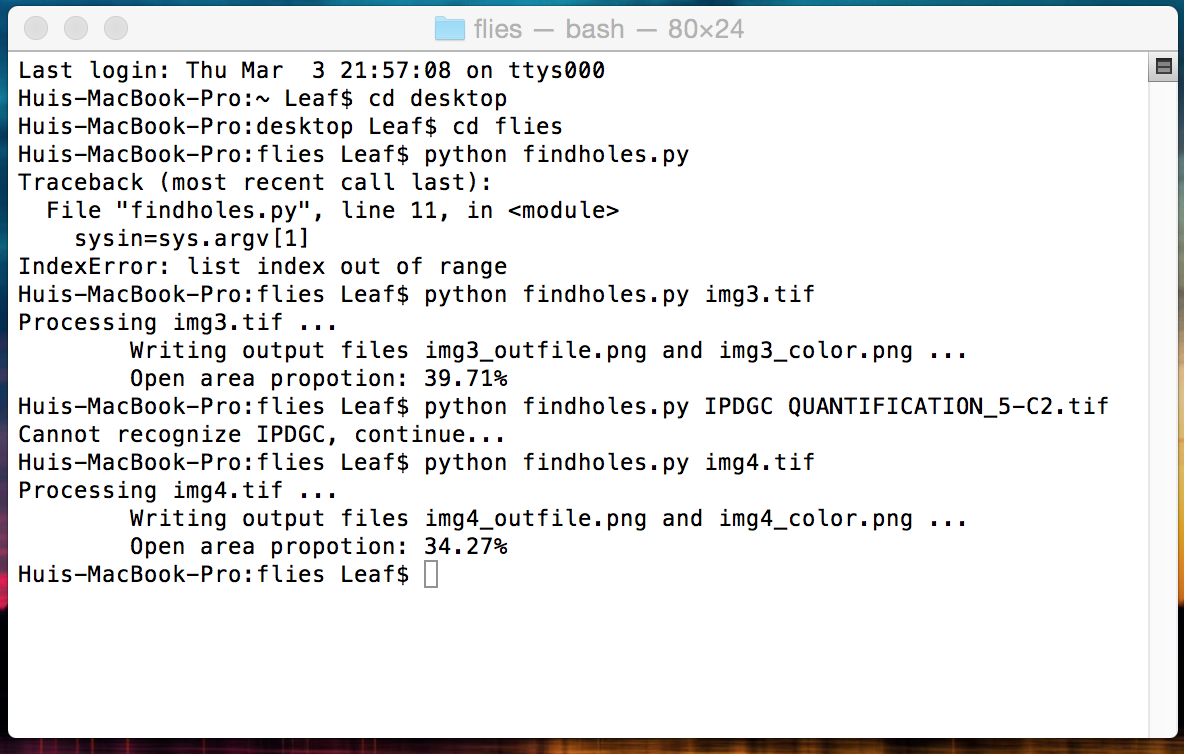 flies — bash — 80×24
Last login: Thu Mar  3 21:57:08 on ttys000
Huis-MacBook-Pro:~ Leaf$ cd desktop
Huis-MacBook-Pro:desktop Leaf$ cd flies
Huis-MacBook-Pro:flies Leaf$ python findholes.py
Traceback (most recent call last):
  File "findholes.py", line 11, in <module>
    sysin=sys.argv[1]
IndexError: list index out of range
Huis-MacBook-Pro:flies Leaf$ python findholes.py img3.tif
Processing img3.tif ...
        Writing output files img3_outfile.png and img3_color.png ...
        Open area propotion: 39.71%
Huis-MacBook-Pro:flies Leaf$ python findholes.py IPDGC QUANTIFICATION_5-C2.tif
Cannot recognize IPDGC, continue...
Huis-MacBook-Pro:flies Leaf$ python findholes.py img4.tif
Processing img4.tif ...
        Writing output files img4_outfile.png and img4_color.png ...
        Open area propotion: 34.27%
Huis-MacBook-Pro:flies Leaf$